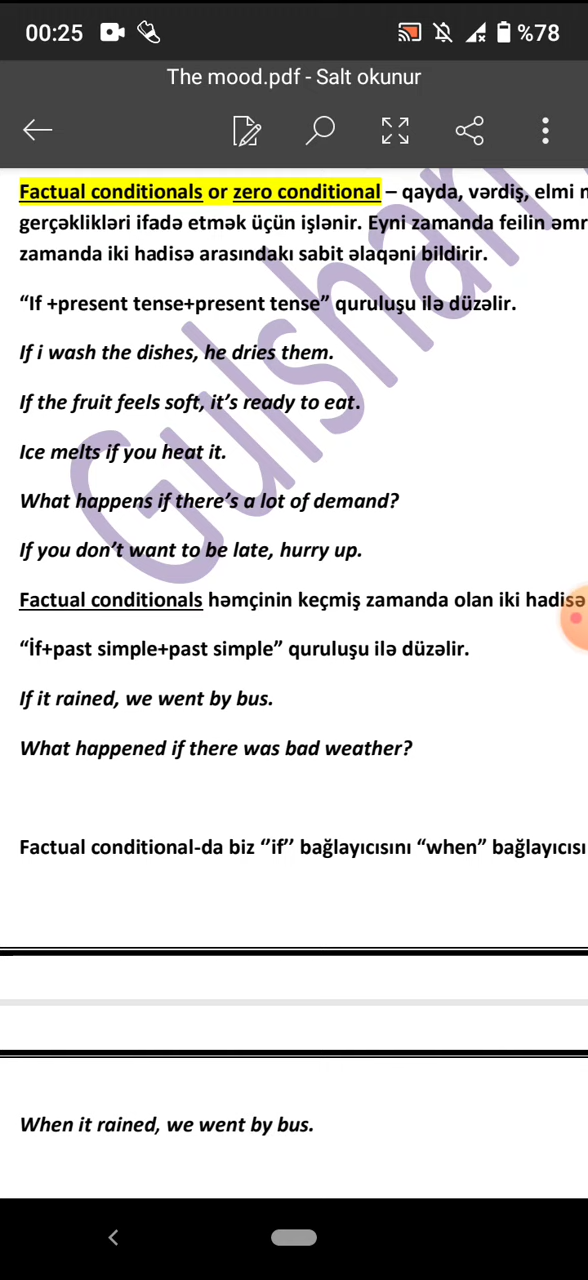 00:25
%78
The mood.pdf - Salt okunur
Factual conditionals or zero conditional – qayda, vərdiş, elmi
gerçəklikləri ifadə etmək üçün işlənir. Eyni zamanda feilin əmr
zamanda iki hadisə arasındakı sabit əlaqəni bildirir.
“If +present tense+present tense” quruluşu ilə düzəlir.
If i wash the dishes, he dries them.
If the fruit feels soft, it’s ready to eat.
Ice melts if you heat it.
What happens if there’s a lot of demand?
If you don’t want to be late, hurry up.
Factual conditionals həmçinin keçmiş zamanda olan iki hadisə
“İf+past simple+past simple” quruluşu ilə düzəlir.
If it rained, we went by bus.
What happened if there was bad weather?
Factual conditional-da biz ‘’if’’ bağlayıcısını “when” bağlayıcısı
When it rained, we went by bus.
Gulshan